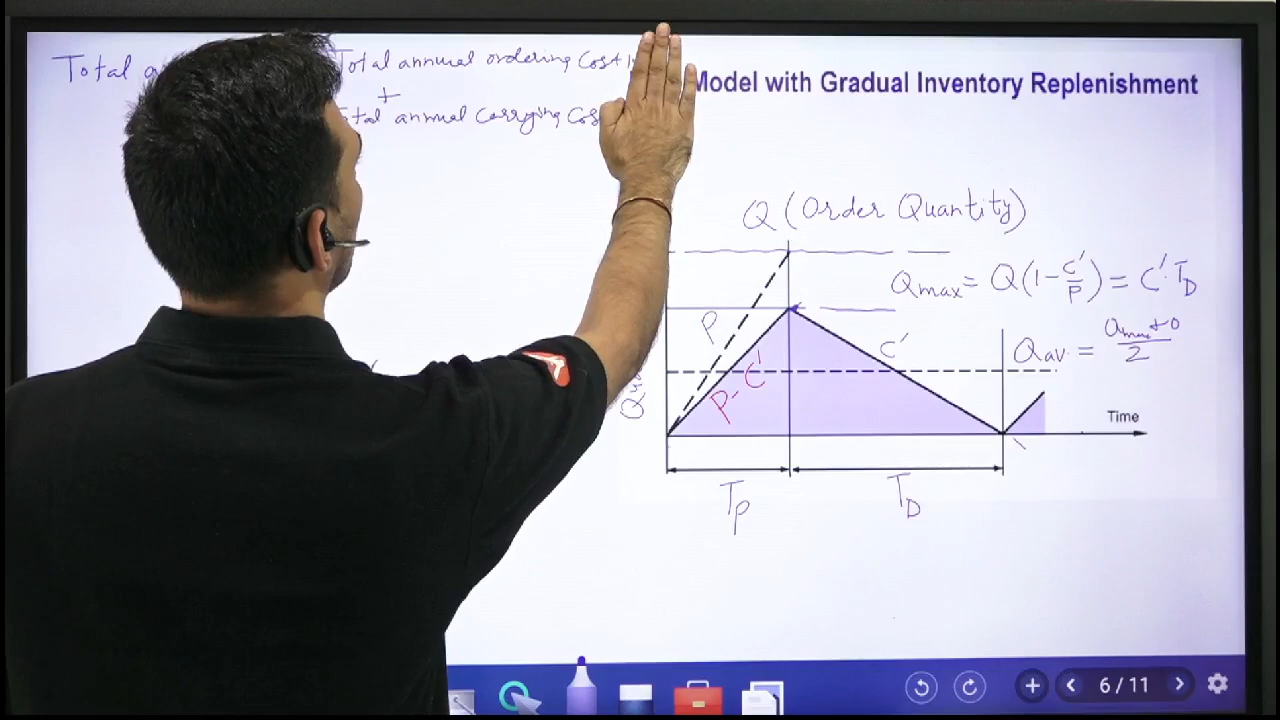 Total
Total annual ordering Cost
+
Total annual Carrying Cos
Model with Gradual Inventory Replenishment
Q (Order Quantity)
Qmax = Q(1-C'/P) = C'.TD
P
C'
Qav. = Qmax+0/2
P-C'
Q
Time
TP
TD
6 / 11